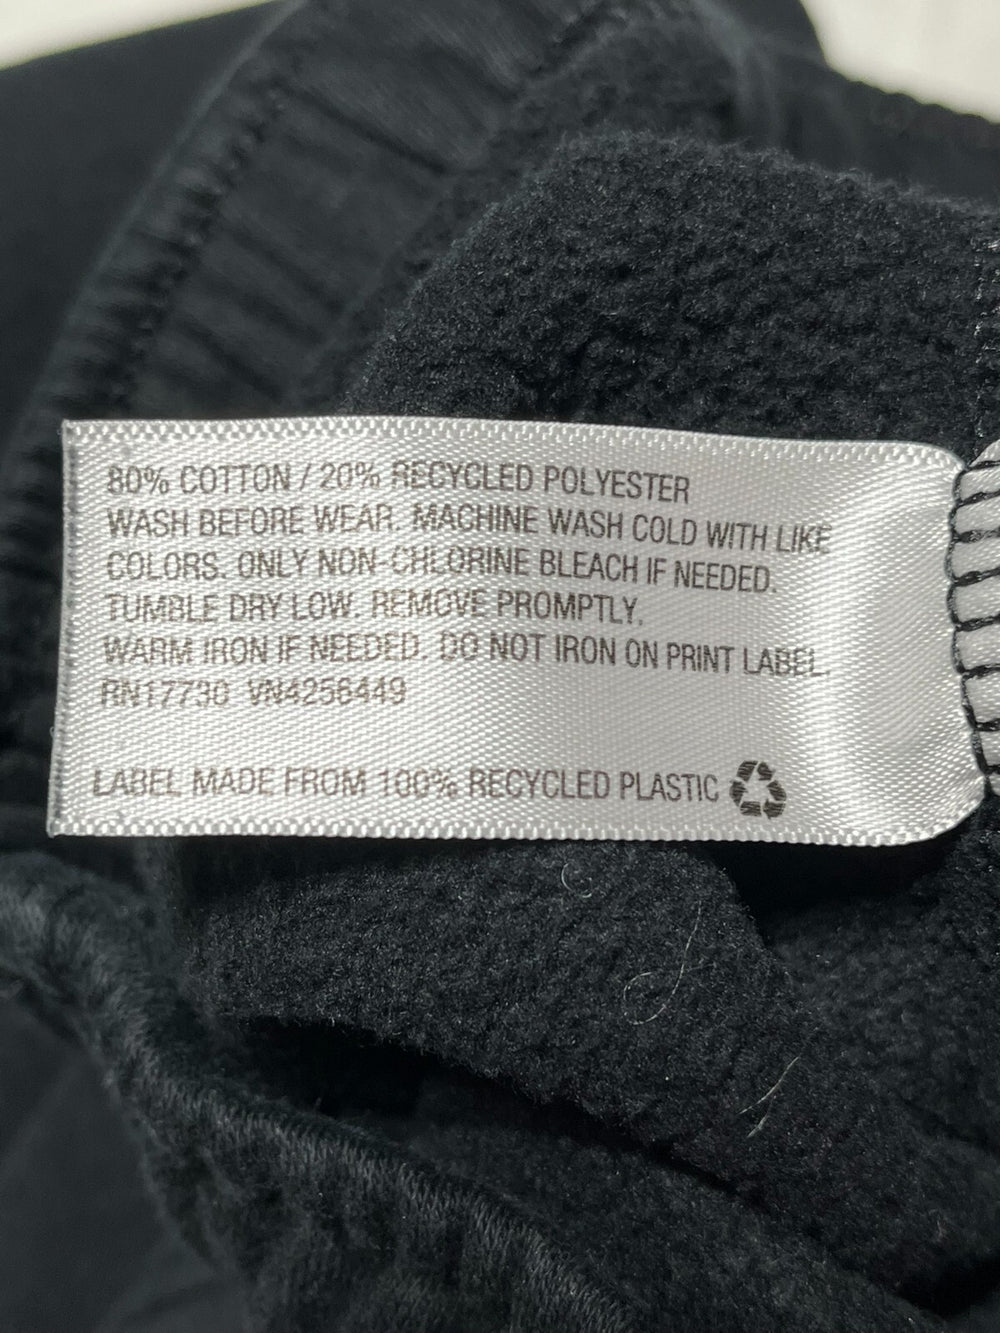 80% COTTON / 20% RECYCLED POLYESTER
WASH BEFORE WEAR. MACHINE WASH COLD WITH LIKE
COLORS. ONLY NON-CHLORINE BLEACH IF NEEDED.
TUMBLE DRY LOW. REMOVE PROMPTLY.
WARM IRON IF NEEDED. DO NOT IRON ON PRINT LABEL.
RN17730 VN4256449
LABEL MADE FROM 100% RECYCLED PLASTIC